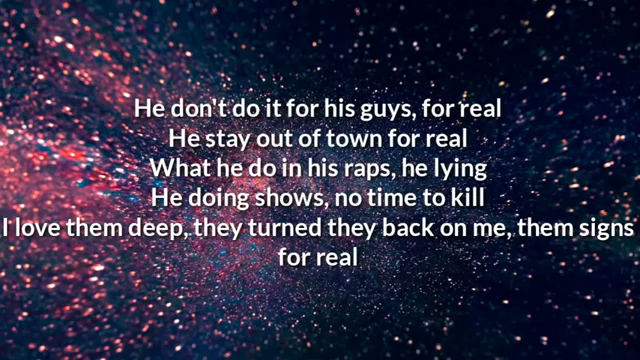 He don't do it for his guys, for real
He stay out of town for real
What he do in his raps, he lying
He doing shows, no time to kill
I love them deep, they turned they back on me, them signs
for real